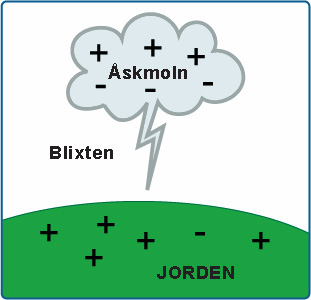 + + +
Åskmoln
- - -
Blixten
+ + + - +
+
JORDEN